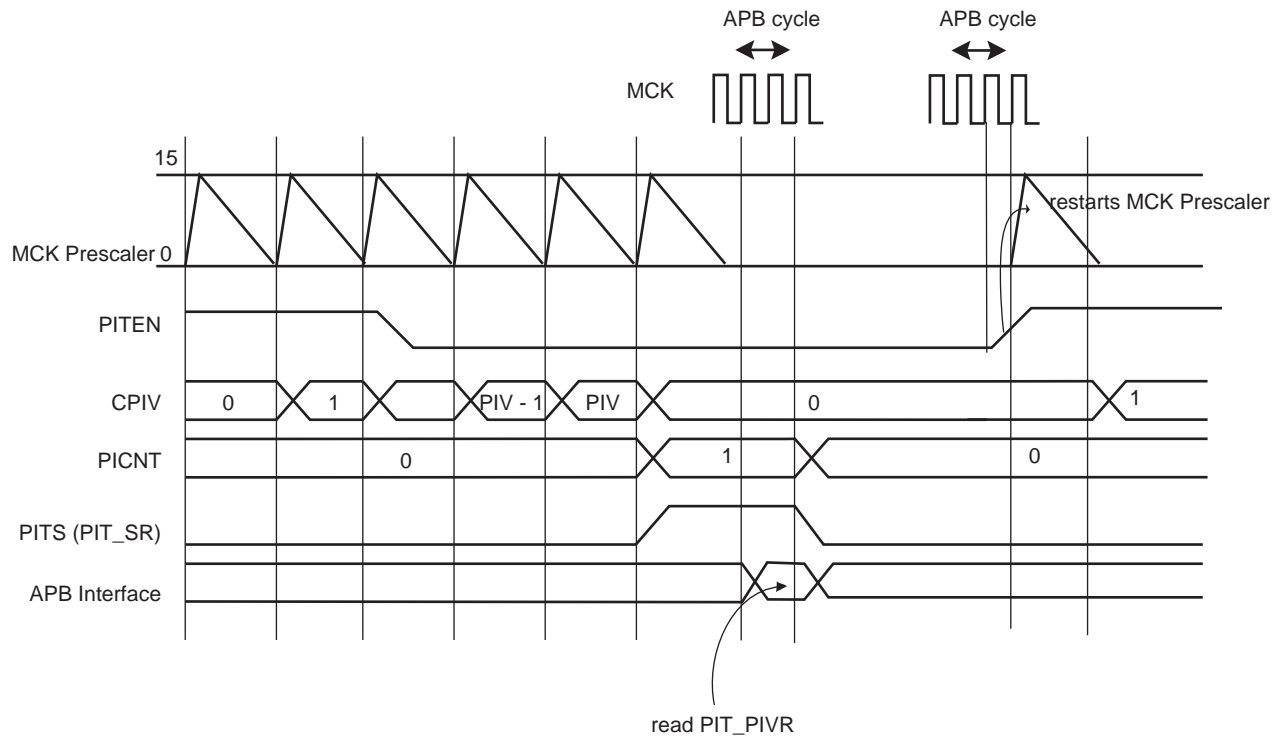 APB cycle
APB cycle
MCK
15
restarts MCK Prescaler
MCK Prescaler 0
PITEN
CPIV
0
1
PIV - 1
PIV
0
1
PICNT
0
1
0
PITS (PIT_SR)
APB Interface
read PIT_PIVR